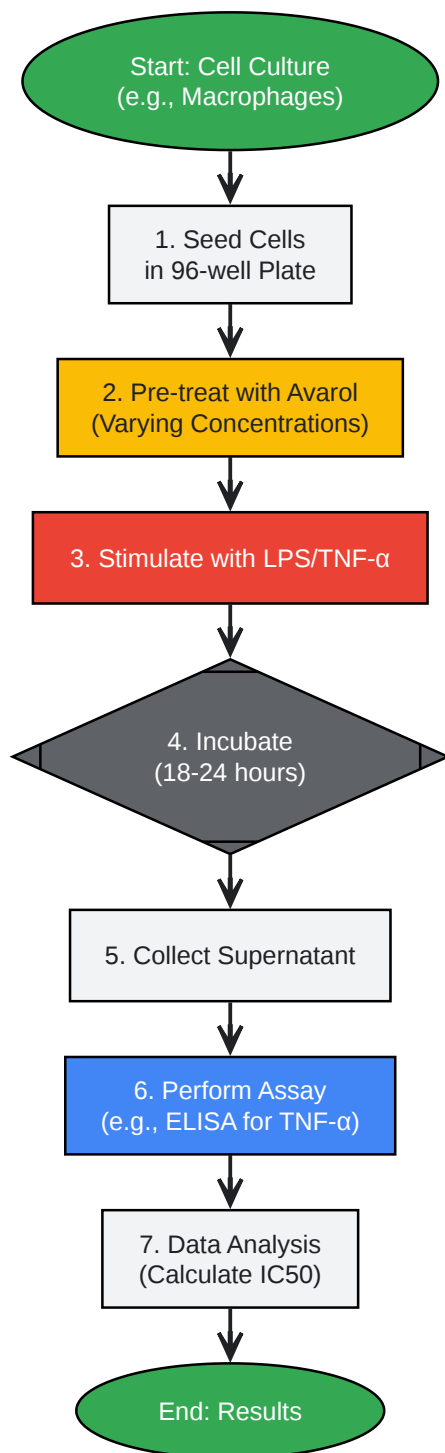 Start: Cell Culture
(e.g., Macrophages)
1. Seed Cells
in 96-well Plate
2. Pre-treat with Avarol
(Varying Concentrations)
3. Stimulate with LPS/TNF-α
4. Incubate
(18-24 hours)
5. Collect Supernatant
6. Perform Assay
(e.g., ELISA for TNF-α)
7. Data Analysis
(Calculate IC50)
End: Results